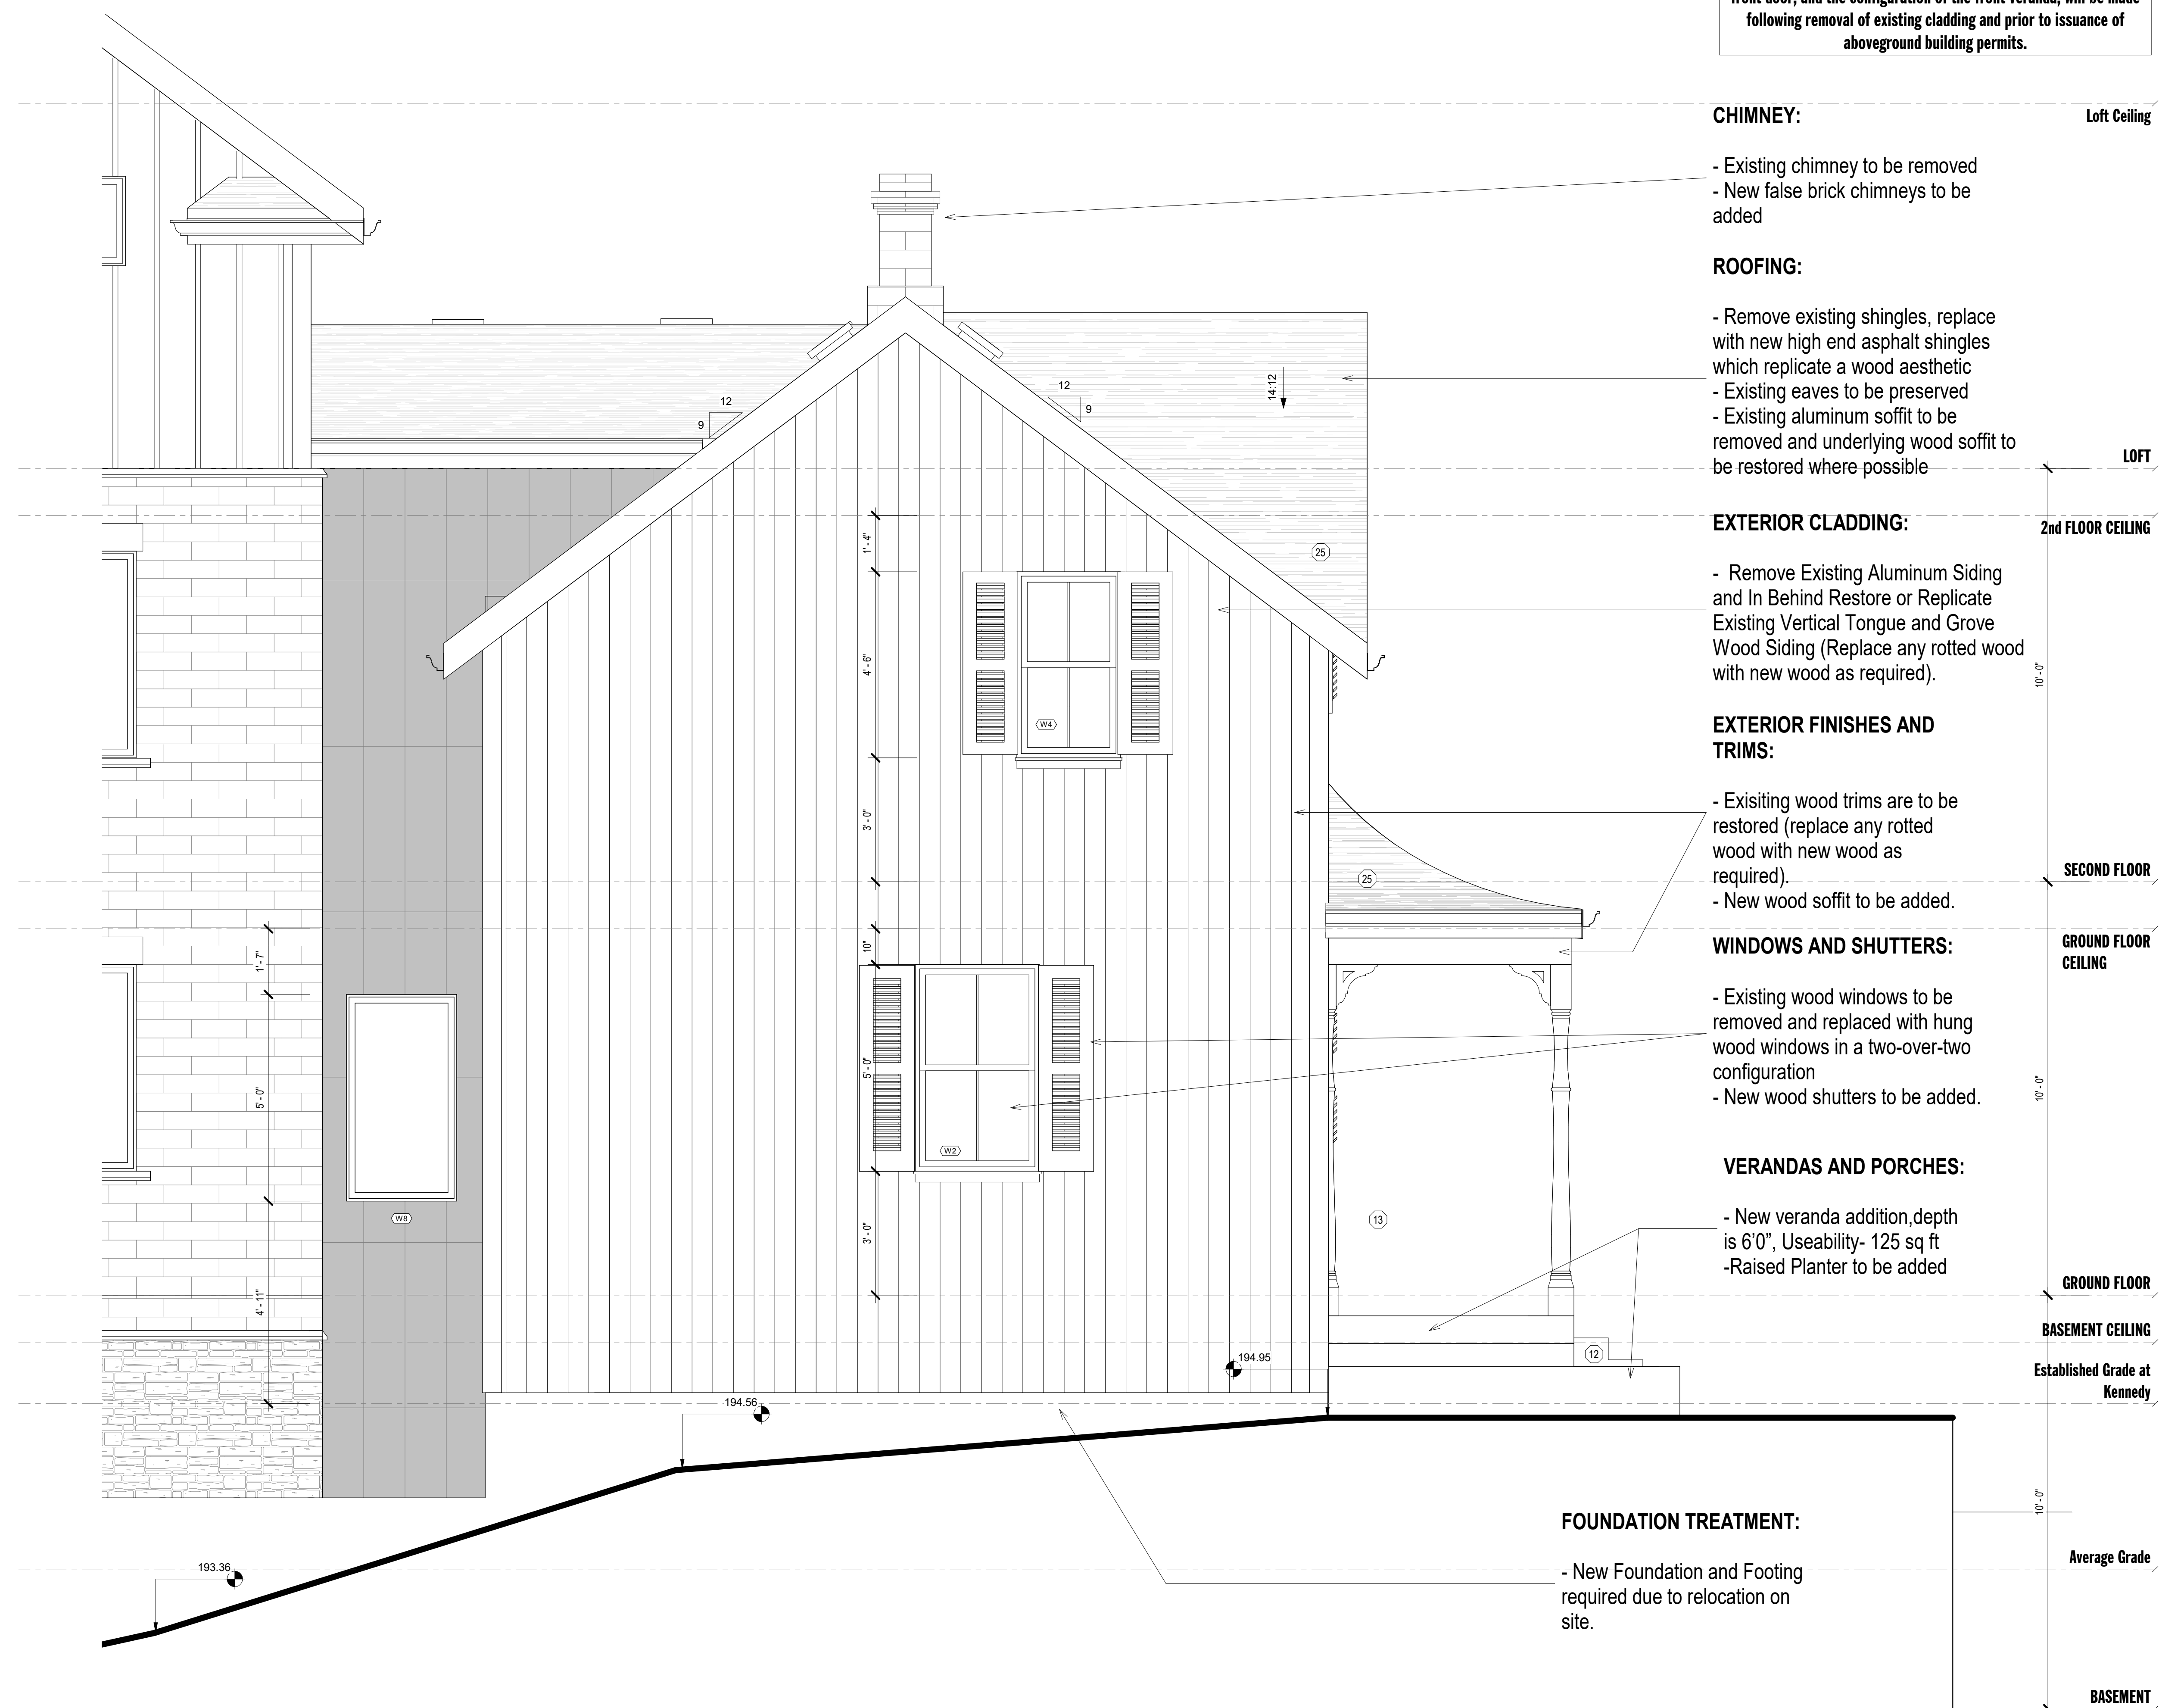 front door, and the configuration of the front veranda, will be made
following removal of existing cladding and prior to issuance of
aboveground building permits.
CHIMNEY:
- Existing chimney to be removed
- New false brick chimneys to be
added
ROOFING:
- Remove existing shingles, replace
with new high end asphalt shingles
which replicate a wood aesthetic
- Existing eaves to be preserved
- Existing aluminum soffit to be
removed and underlying wood soffit to
be restored where possible
EXTERIOR CLADDING:
- Remove Existing Aluminum Siding
and In Behind Restore or Replicate
Existing Vertical Tongue and Grove
Wood Siding (Replace any rotted wood
with new wood as required).
EXTERIOR FINISHES AND
TRIMS:
- Exisiting wood trims are to be
restored (replace any rotted
wood with new wood as
required).
- New wood soffit to be added.
WINDOWS AND SHUTTERS:
- Existing wood windows to be
removed and replaced with hung
wood windows in a two-over-two
configuration
- New wood shutters to be added.
VERANDAS AND PORCHES:
- New veranda addition,depth
is 6’0”, Useability- 125 sq ft
-Raised Planter to be added
FOUNDATION TREATMENT:
- New Foundation and Footing
required due to relocation on
site.
Loft Ceiling
LOFT
2nd FLOOR CEILING
SECOND FLOOR
GROUND FLOOR
CEILING
GROUND FLOOR
BASEMENT CEILING
Established Grade at
Kennedy
Average Grade
BASEMENT
10' - 0"
10' - 0"
10' - 0"
12
9
12
9
14:12
25
25
13
12
1' - 4"
4' - 6"
3' - 0"
10"
5' - 0"
3' - 0"
1' - 7"
5' - 0"
4' - 11"
W4
W2
W8
194.95
194.56
193.36